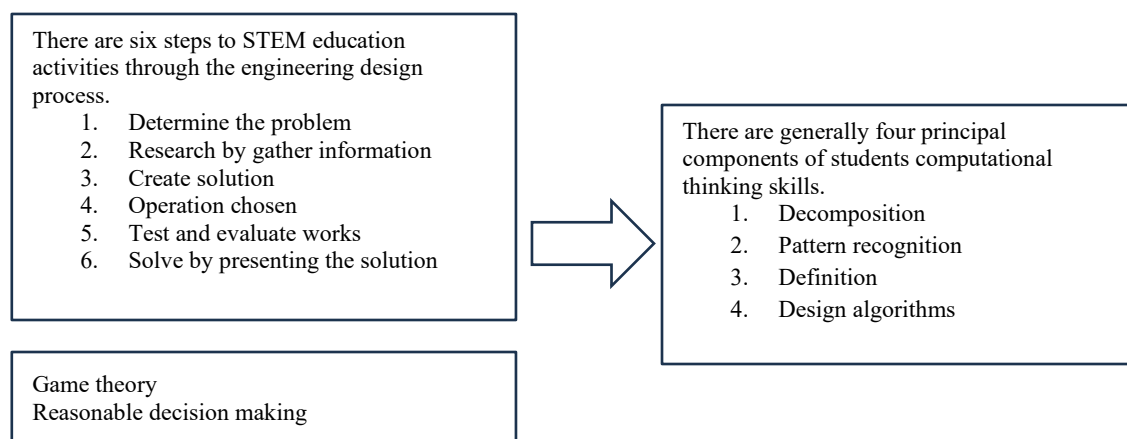 There are six steps to STEM education
activities through the engineering design
process.
1. Determine the problem
2. Research by gather information
3. Create solution
4. Operation chosen
5. Test and evaluate works
6. Solve by presenting the solution
There are generally four principal
components of students computational
thinking skills.
1. Decomposition
2. Pattern recognition
3. Definition
4. Design algorithms
Game theory
Reasonable decision making